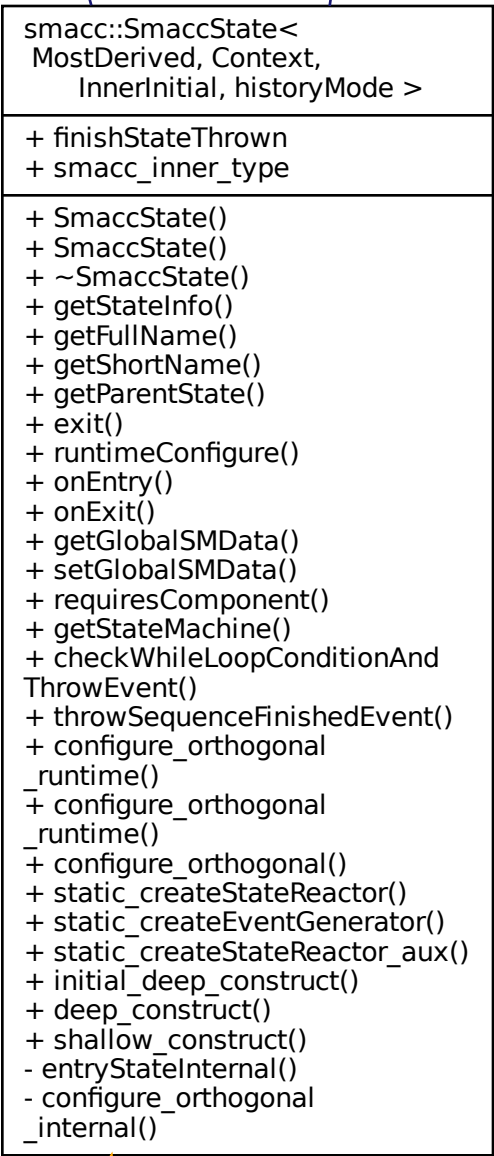 smacc::SmaccState<
MostDerived, Context,
InnerInitial, historyMode >
+ finishStateThrown
+ smacc_inner_type
+ SmaccState()
+ SmaccState()
+ ~SmaccState()
+ getStateInfo()
+ getFullName()
+ getShortName()
+ getParentState()
+ exit()
+ runtimeConfigure()
+ onEntry()
+ onExit()
+ getGlobalSMData()
+ setGlobalSMData()
+ requiresComponent()
+ getStateMachine()
+ checkWhileLoopConditionAnd
ThrowEvent()
+ throwSequenceFinishedEvent()
+ configure_orthogonal
_runtime()
+ configure_orthogonal
_runtime()
+ configure_orthogonal()
+ static_createStateReactor()
+ static_createEventGenerator()
+ static_createStateReactor_aux()
+ initial_deep_construct()
+ deep_construct()
+ shallow_construct()
- entryStateInternal()
- configure_orthogonal
_internal()